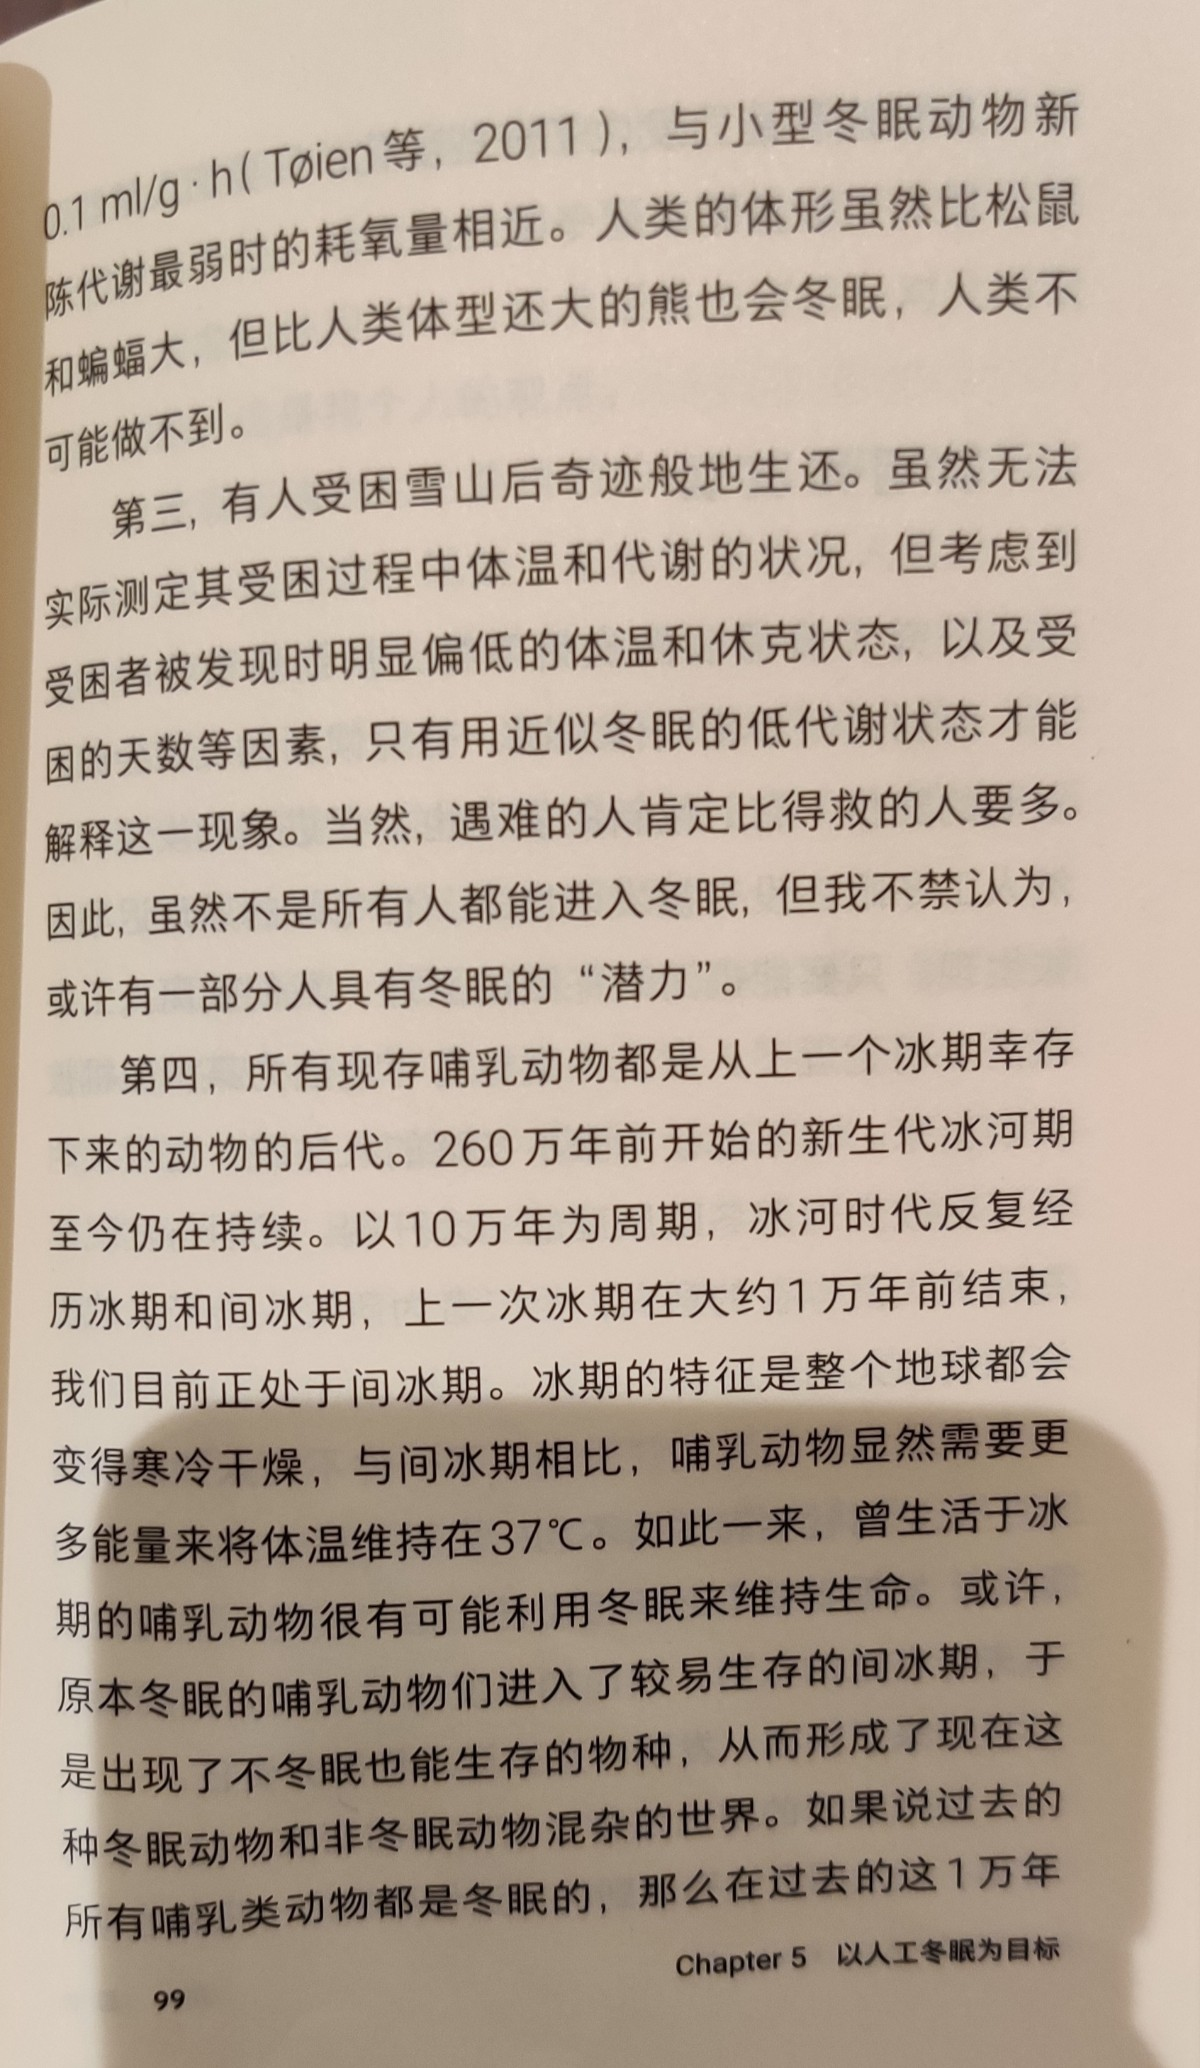 0.1 ml/g·h(Tøien等，2011），与小型冬眠动物新
陈代谢最弱时的耗氧量相近。人类的体形虽然比松鼠
和蝙蝠大，但比人类体型还大的熊也会冬眠，人类不
可能做不到。
第三，有人受困雪山后奇迹般地生还。虽然无法
实际测定其受困过程中体温和代谢的状况，但考虑到
受困者被发现时明显偏低的体温和休克状态，以及受
困的天数等因素，只有用近似冬眠的低代谢状态才能
解释这一现象。当然，遇难的人肯定比得救的人要多。
因此，虽然不是所有人都能进入冬眠，但我不禁认为，
或许有一部分人具有冬眠的“潜力”。
第四，所有现存哺乳动物都是从上一个冰期幸存
下来的动物的后代。260万年前开始的新生代冰河期
至今仍在持续。以10万年为周期，冰河时代反复经
历冰期和间冰期，上一次冰期在大约1万年前结束，
我们目前正处于间冰期。冰期的特征是整个地球都会
变得寒冷干燥，与间冰期相比，哺乳动物显然需要更
多能量来将体温维持在37℃。如此一来，曾生活于冰
期的哺乳动物很有可能利用冬眠来维持生命。或许，
原本冬眠的哺乳动物们进入了较易生存的间冰期，于
是出现了不冬眠也能生存的物种，从而形成了现在这
种冬眠动物和非冬眠动物混杂的世界。如果说过去的
所有哺乳类动物都是冬眠的，那么在过去的这1万年
Chapter 5 以人工冬眠为目标
99